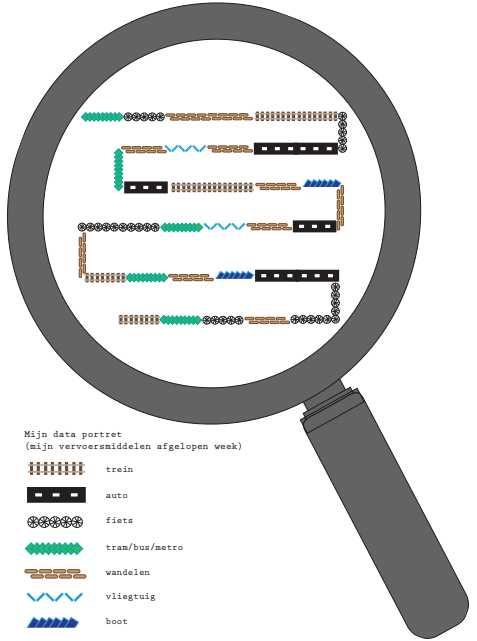 Mijn data portret
(mijn vervoersmiddelen afgelopen week)
trein
auto
fiets
tram/bus/metro
wandelen
vliegtuig
boot